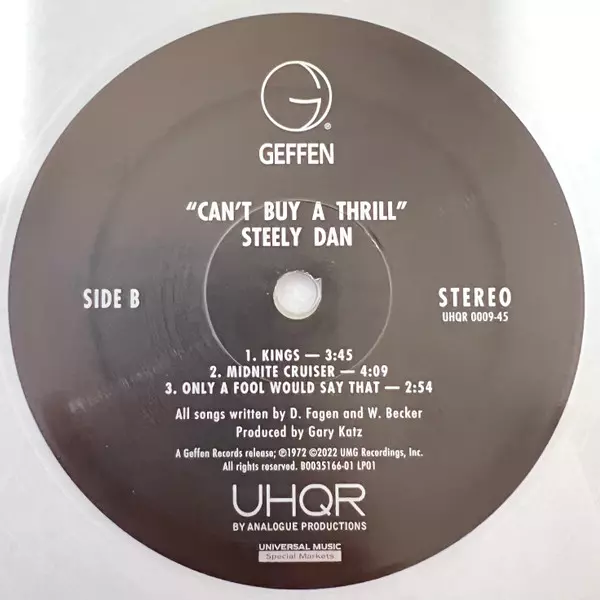 GEFFEN
"CAN'T BUY A THRILL"
STEELY DAN
SIDE B
STEREO
UHQR 0009-45
1. KINGS — 3:45
2. MIDNITE CRUISER — 4:09
3. ONLY A FOOL WOULD SAY THAT — 2:54
All songs written by D. Fagen and W. Becker
Produced by Gary Katz
A Geffen Records release; ℗1972 ©2022 UMG Recordings, Inc.
All rights reserved. B0035166-01 LP01
UHQR
BY ANALOGUE PRODUCTIONS
UNIVERSAL MUSIC
Special Markets